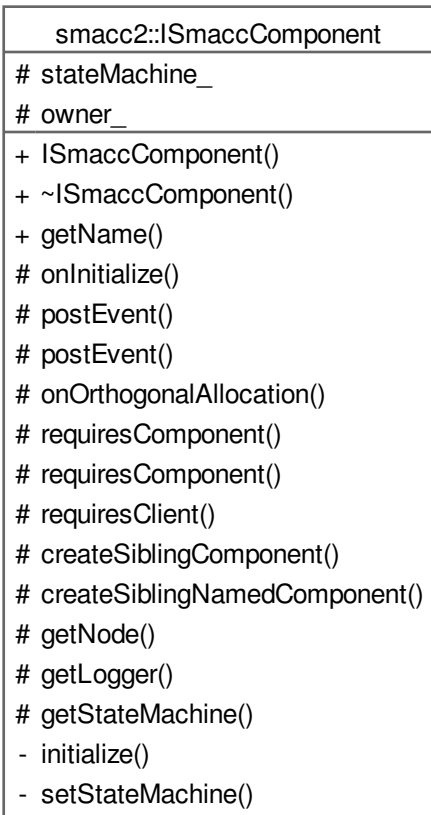 smacc2::ISmaccComponent
# stateMachine_
# owner_
+ ISmaccComponent()
+ ~ISmaccComponent()
+ getName()
# onInitialize()
# postEvent()
# postEvent()
# onOrthogonalAllocation()
# requiresComponent()
# requiresComponent()
# requiresClient()
# createSiblingComponent()
# createSiblingNamedComponent()
# getNode()
# getLogger()
# getStateMachine()
- initialize()
- setStateMachine()